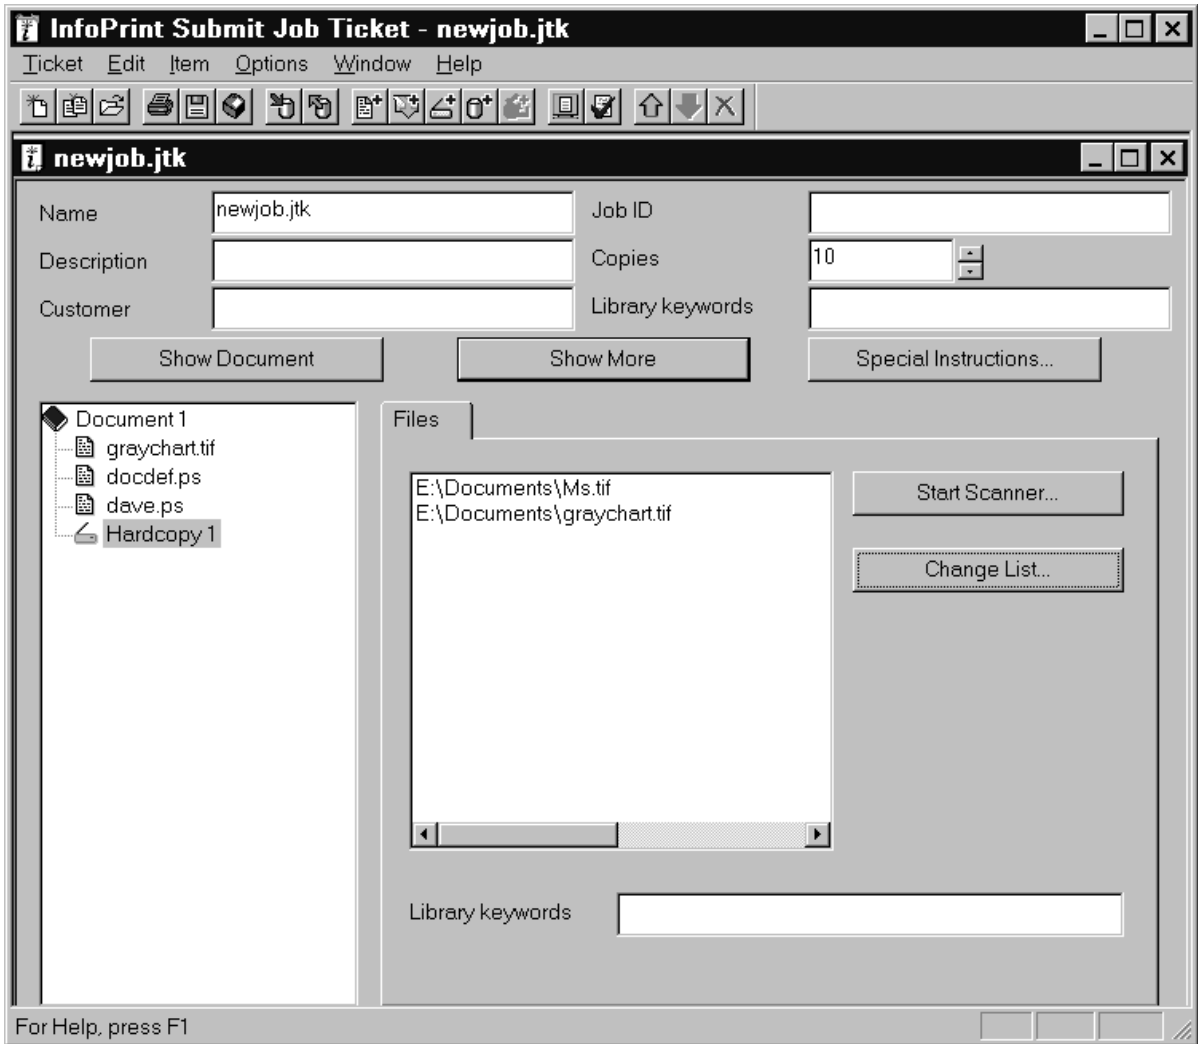 InfoPrint Submit Job Ticket - newjob.jtk
Ticket Edit Item Options Window Help
newjob.jtk
Name newjob.jtk Job ID
Description Copies 10
Customer Library keywords
Show Document Show More Special Instructions...
Document 1
graychart.tif
docdef.ps
dave.ps
Hardcopy 1
Files
E:\Documents\Ms.tif
E:\Documents\graychart.tif
Start Scanner...
Change List...
Library keywords
For Help, press F1